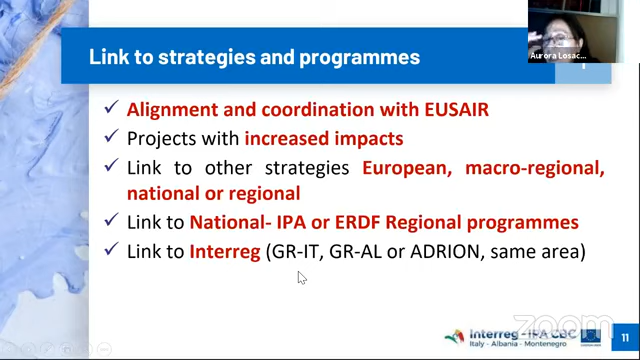 Link to strategies and programmes
Aurora Losac...
Alignment and coordination with EUSAIR
Projects with increased impacts
Link to other strategies European, macro-regional,
national or regional
Link to National- IPA or ERDF Regional programmes
Link to Interreg (GR-IT, GR-AL or ADRION, same area)
zoom
Interreg - IPA CBC
Italy - Albania - Montenegro
11